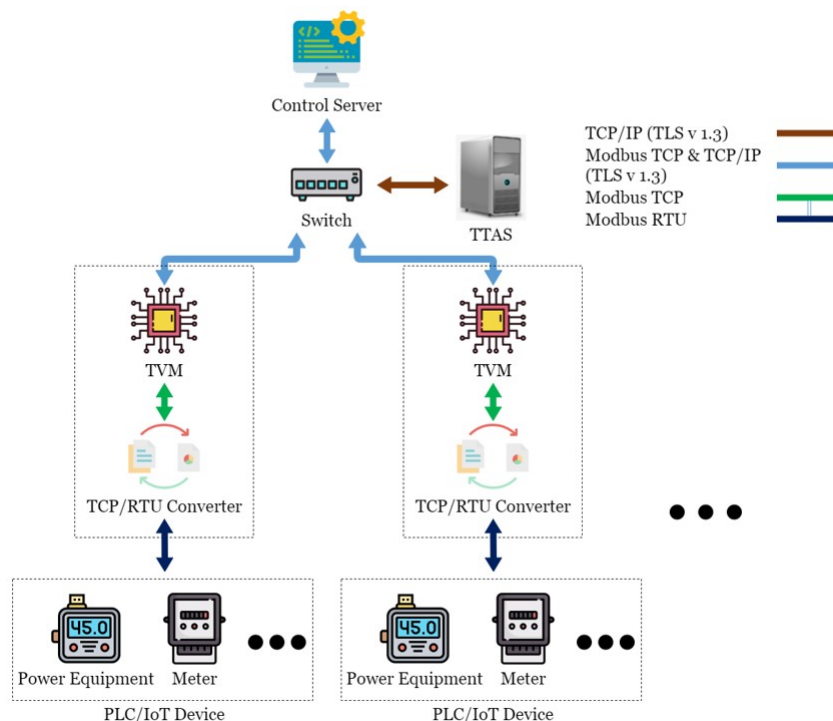 Control Server
TCP/IP (TLS v 1.3)
Modbus TCP & TCP/IP
(TLS v 1.3)
Modbus TCP
Modbus RTU
Switch
TTAS
TVM
TVM
TCP/RTU Converter
TCP/RTU Converter
45.0
45.0
Power Equipment
Meter
Power Equipment
Meter
PLC/IoT Device
PLC/IoT Device